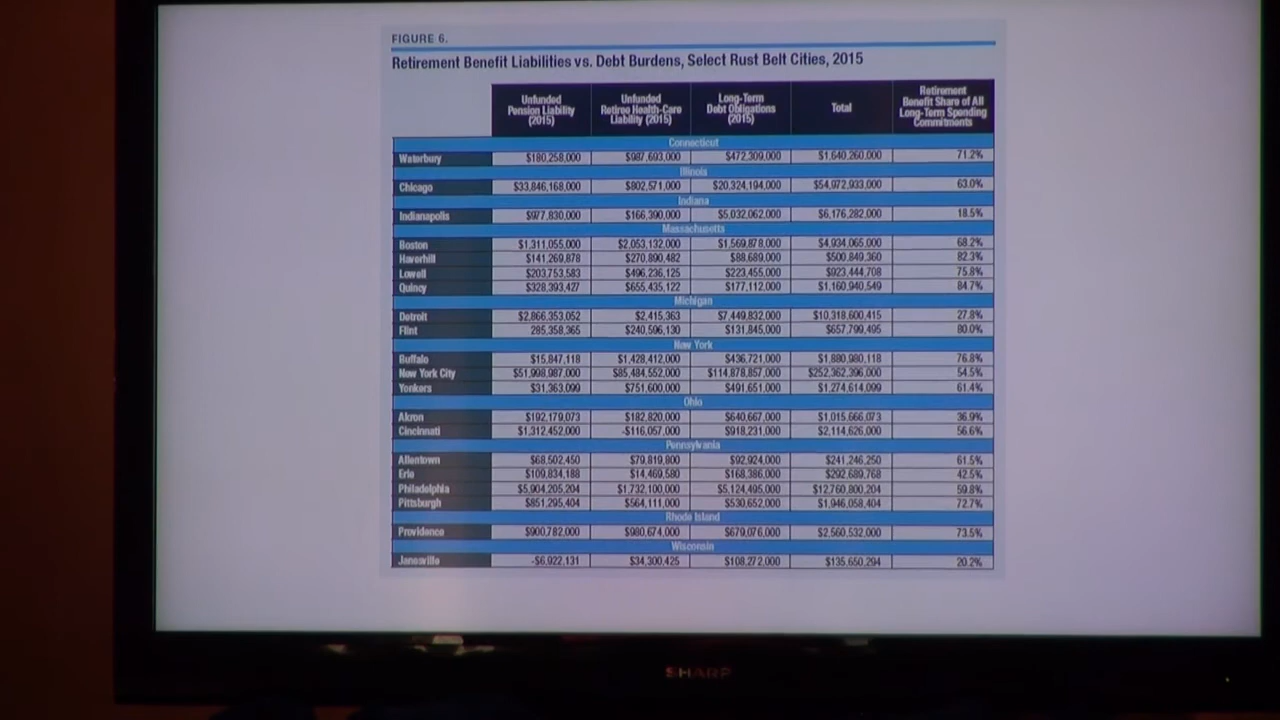 FIGURE 6.
Retirement Benefit Liabilities vs. Debt Burdens, Select Rust Belt Cities, 2015
Unfunded Pension Liability (2015) Unfunded Retiree Health-Care Liability (2015) Long-Term Debt Obligations (2015) Total Retirement Benefit Share of All Long-Term Spending Commitments
Connecticut
Waterbury $180,258,000 $987,693,000 $472,309,000 $1,640,260,000 71.2%
Illinois
Chicago $33,846,168,000 $802,571,000 $20,324,194,000 $54,972,933,000 63.0%
Indiana
Indianapolis $977,830,000 $166,390,000 $5,032,062,000 $6,176,282,000 18.5%
Massachusetts
Boston $1,311,055,000 $2,053,132,000 $1,569,878,000 $4,934,065,000 68.2%
Haverhill $141,269,878 $270,890,482 $88,689,000 $500,849,360 82.3%
Lowell $203,753,583 $496,236,125 $223,455,000 $923,444,708 75.8%
Quincy $328,393,427 $655,435,122 $177,112,000 $1,160,940,549 84.7%
Michigan
Detroit $2,866,353,052 $2,415,363 $7,449,832,000 $10,318,600,415 27.8%
Flint 285,358,365 $240,596,130 $131,845,000 $657,799,495 80.0%
New York
Buffalo $15,847,118 $1,428,412,000 $436,721,000 $1,880,980,118 76.8%
New York City $51,998,987,000 $85,484,552,000 $114,878,857,000 $252,362,396,000 54.5%
Yonkers $31,363,099 $751,600,000 $491,651,000 $1,274,614,099 61.4%
Ohio
Akron $192,179,073 $182,820,000 $640,667,000 $1,015,666,073 36.9%
Cincinnati $1,312,452,000 -$116,057,000 $918,231,000 $2,114,626,000 56.6%
Pennsylvania
Allentown $68,502,450 $79,819,800 $92,924,000 $241,246,250 61.5%
Erie $109,834,188 $14,469,580 $168,386,000 $292,689,768 42.5%
Philadelphia $5,904,205,204 $1,732,100,000 $5,124,495,000 $12,760,800,204 59.8%
Pittsburgh $851,295,404 $564,111,000 $530,652,000 $1,946,058,404 72.7%
Rhode Island
Providence $900,782,000 $980,674,000 $679,076,000 $2,560,532,000 73.5%
Wisconsin
Janesville -$6,922,131 $34,300,425 $108,272,000 $135,650,294 20.2%
SHARP